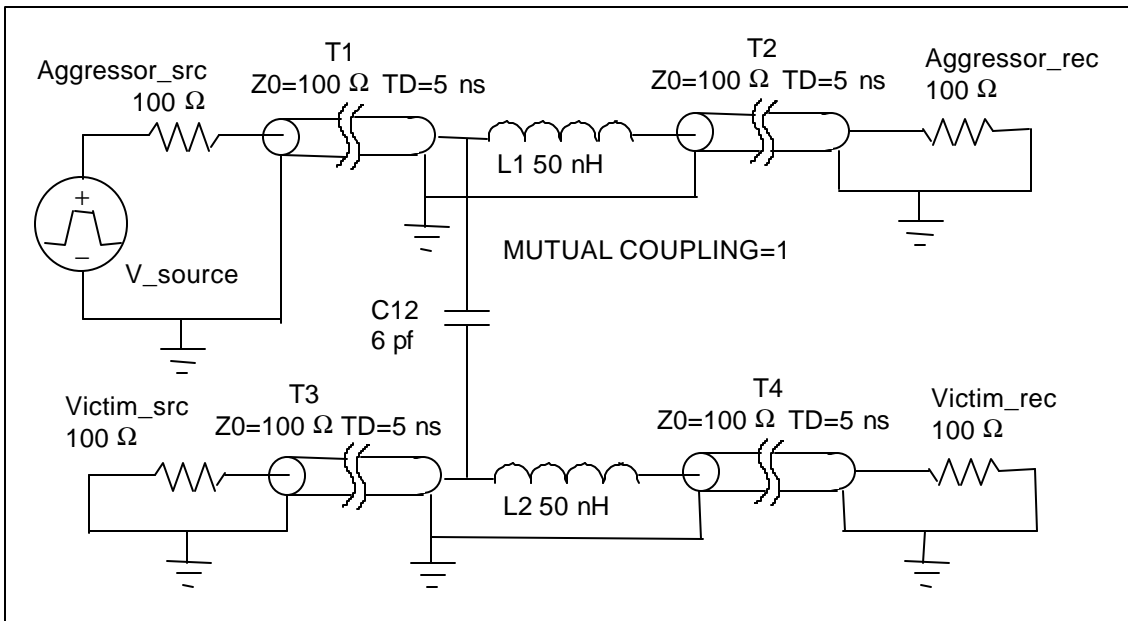 T1
Z0=100 Ω TD=5 ns
Aggressor_src
100 Ω
T2
Z0=100 Ω TD=5 ns
Aggressor_rec
100 Ω
L1 50 nH
+
−
V_source
MUTUAL COUPLING=1
C12
6 pf
Victim_src
100 Ω
T3
Z0=100 Ω TD=5 ns
T4
Z0=100 Ω TD=5 ns
Victim_rec
100 Ω
L2 50 nH